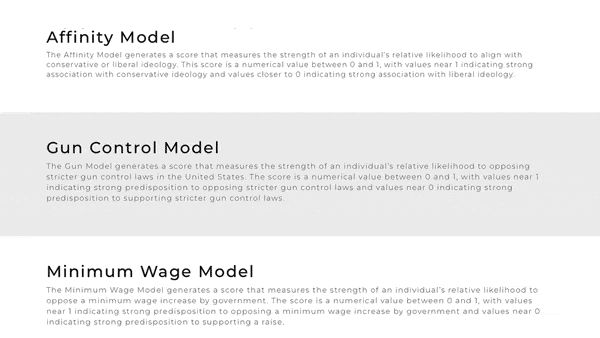 Affinity Model
The Affinity Model generates a score that measures the strength of an individual's relative likelihood to align with
conservative or liberal ideology. This score is a numerical value between 0 and 1, with values near 1 indicating strong
association with conservative ideology and values closer to 0 indicating strong association with liberal ideology.
Gun Control Model
The Gun Model generates a score that measures the strength of an individual's relative likelihood to opposing
stricter gun control laws in the United States. The score is a numerical value between 0 and 1, with values near 1
indicating strong predisposition to opposing stricter gun control laws and values near 0 indicating strong
predisposition to supporting stricter gun control laws.
Minimum Wage Model
The Minimum Wage Model generates a score that measures the strength of an individual's relative likelihood to
oppose a minimum wage increase by government. The score is a numerical value between 0 and 1, with values
near 1 indicating strong predisposition to opposing a minimum wage increase by government and values near 0
indicating strong predisposition to supporting a raise.